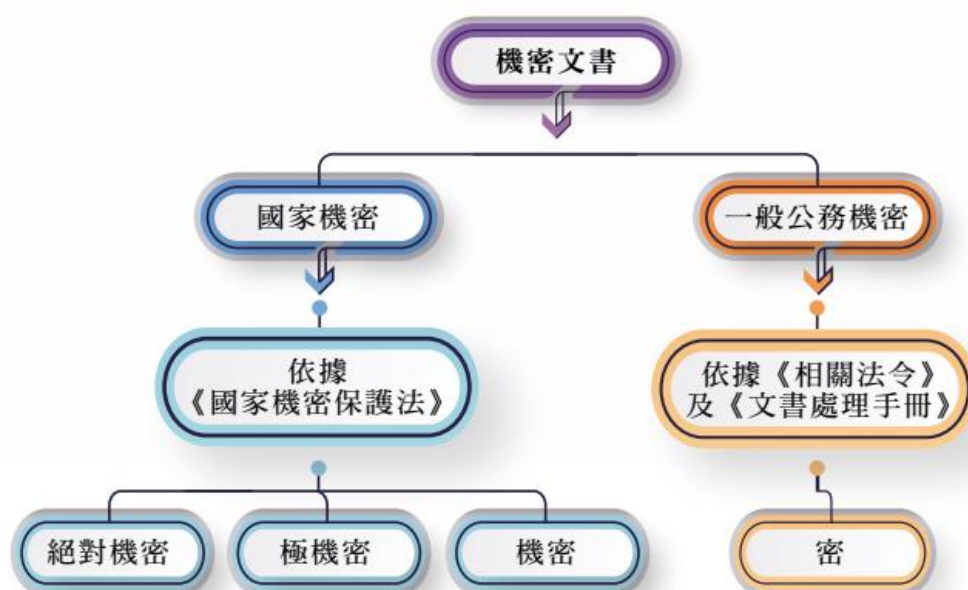 機密文書
國家機密
一般公務機密
依據
《國家機密保護法》
依據《相關法令》
及《文書處理手冊》
絕對機密
極機密
機密
密